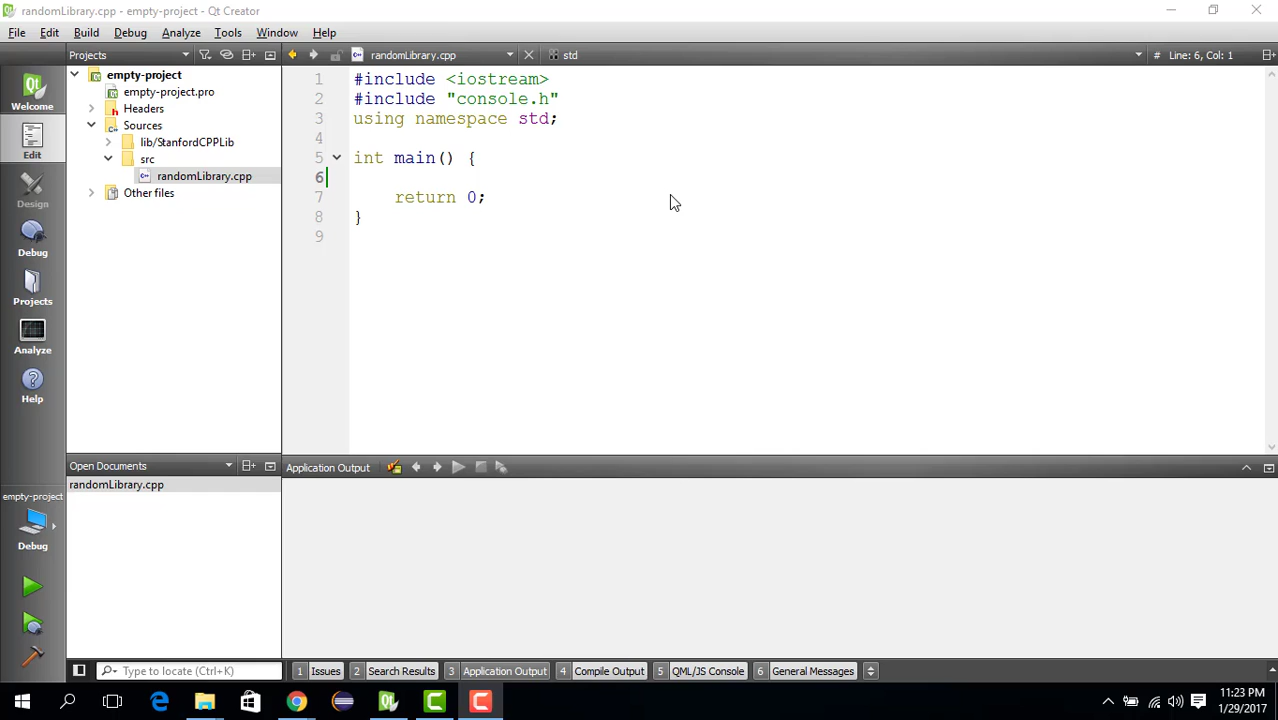 randomLibrary.cpp - empty-project - Qt Creator
File Edit Build Debug Analyze Tools Window Help
Projects
randomLibrary.cpp
std
# Line: 6, Col: 1
Welcome
Edit
Design
Debug
Projects
Analyze
Help
empty-project
empty-project.pro
Headers
Sources
lib/StanfordCPPLib
src
randomLibrary.cpp
Other files
1 #include <iostream>
2 #include "console.h"
3 using namespace std;
4
5 int main() {
6
7 return 0;
8 }
9
Open Documents
randomLibrary.cpp
Application Output
empty-project
Debug
Type to locate (Ctrl+K)
1 Issues
2 Search Results
3 Application Output
4 Compile Output
5 QML/JS Console
6 General Messages
11:23 PM
1/29/2017